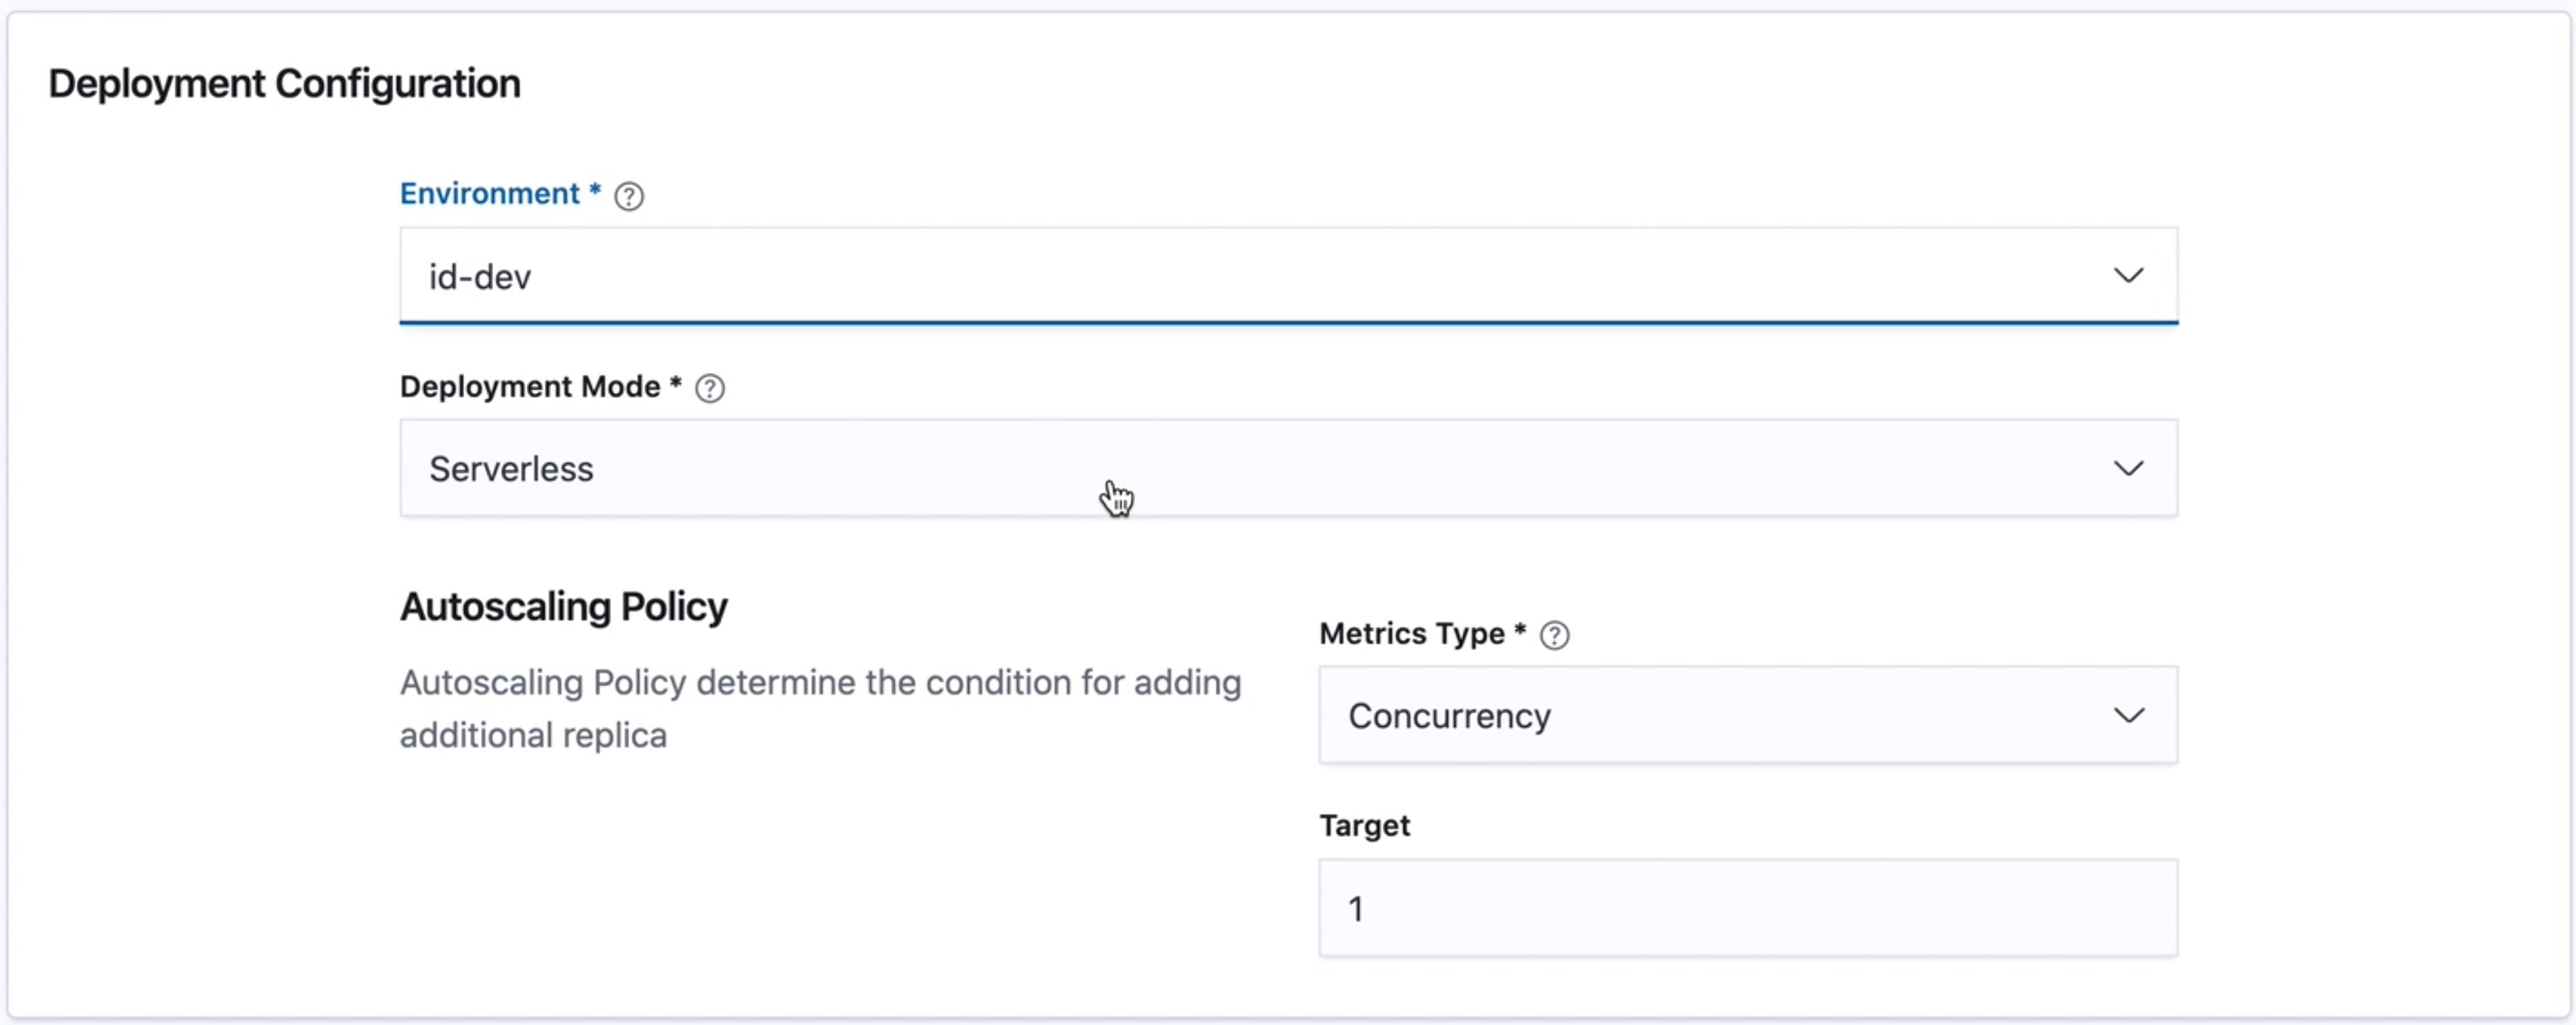 Deployment Configuration
Environment *
id-dev
Deployment Mode *
Serverless
Autoscaling Policy
Autoscaling Policy determine the condition for adding
additional replica
Metrics Type *
Concurrency
Target
1